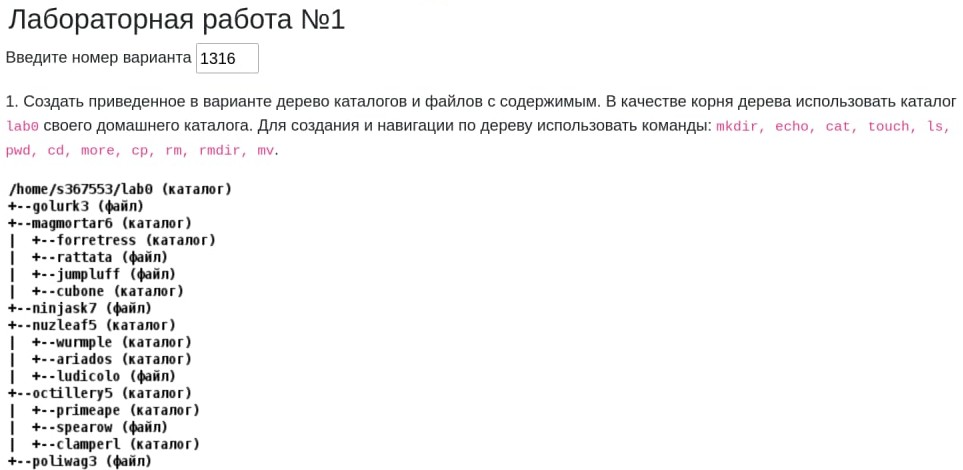 Лабораторная работа №1
Введите номер варианта 1316
1. Создать приведенное в варианте дерево каталогов и файлов с содержимым. В качестве корня дерева использовать каталог
lab0 своего домашнего каталога. Для создания и навигации по дереву использовать команды: mkdir, echo, cat, touch, ls,
pwd, cd, more, cp, rm, rmdir, mv.
/home/s367553/lab0 (каталог)
+--golurk3 (файл)
+--magmortar6 (каталог)
|  +--forretress (каталог)
|  +--rattata (файл)
|  +--jumpluff (файл)
|  +--cubone (каталог)
+--ninjask7 (файл)
+--nuzleaf5 (каталог)
|  +--wurmple (каталог)
|  +--ariados (каталог)
|  +--ludicolo (файл)
+--octillery5 (каталог)
|  +--primeape (каталог)
|  +--spearow (файл)
|  +--clamperl (каталог)
+--poliwag3 (файл)